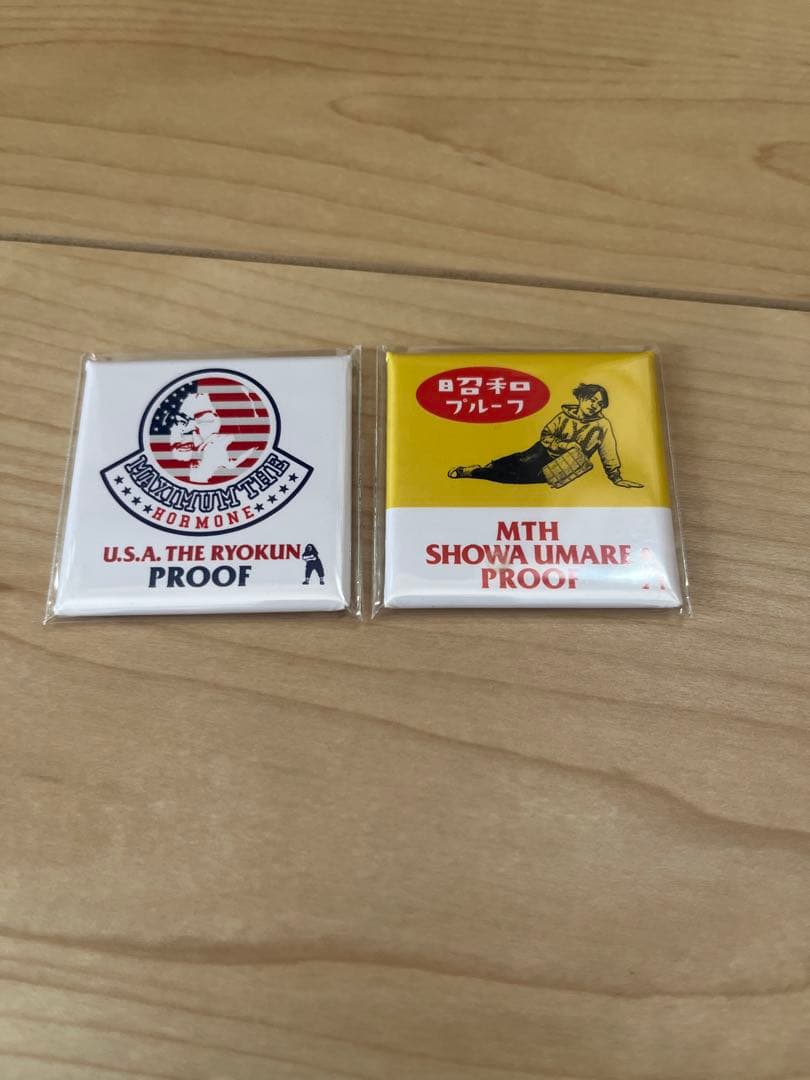 MAXIMUM THE
HORMONE
U.S.A. THE RYOKUN
PROOF
昭和
プルーフ
MTH
SHOWA UMARE
PROOF